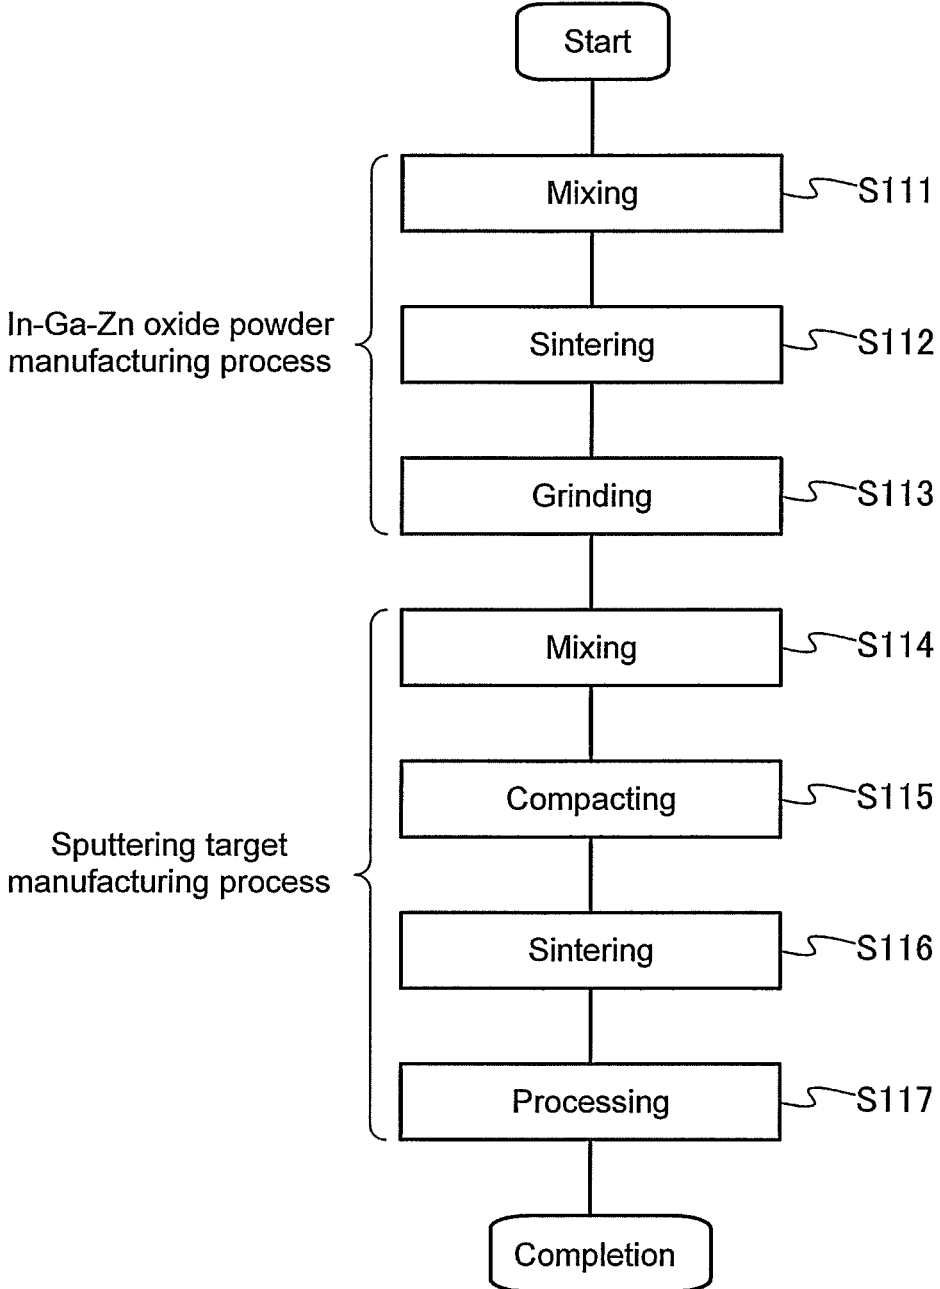 Start
Mixing
S111
In-Ga-Zn oxide powder
manufacturing process
Sintering
S112
Grinding
S113
Mixing
S114
Compacting
S115
Sputtering target
manufacturing process
Sintering
S116
Processing
S117
Completion